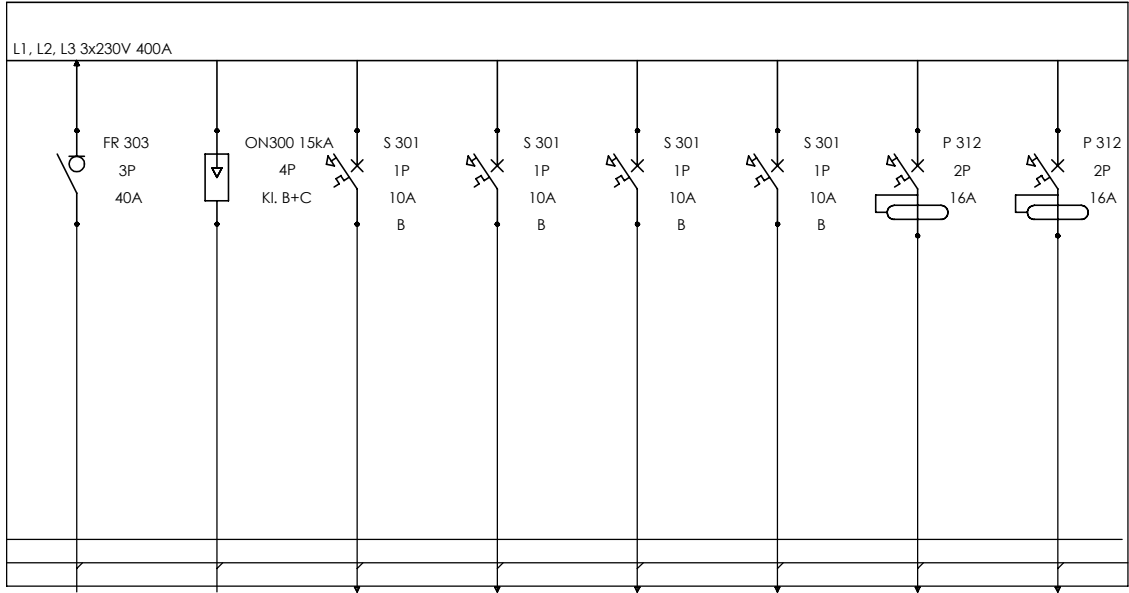 L1, L2, L3 3x230V 400A
FR 303
3P
40A
ON300 15kA
4P
Kl. B+C
S 301
1P
10A
B
S 301
1P
10A
B
S 301
1P
10A
B
S 301
1P
10A
B
P 312
2P
16A
P 312
2P
16A